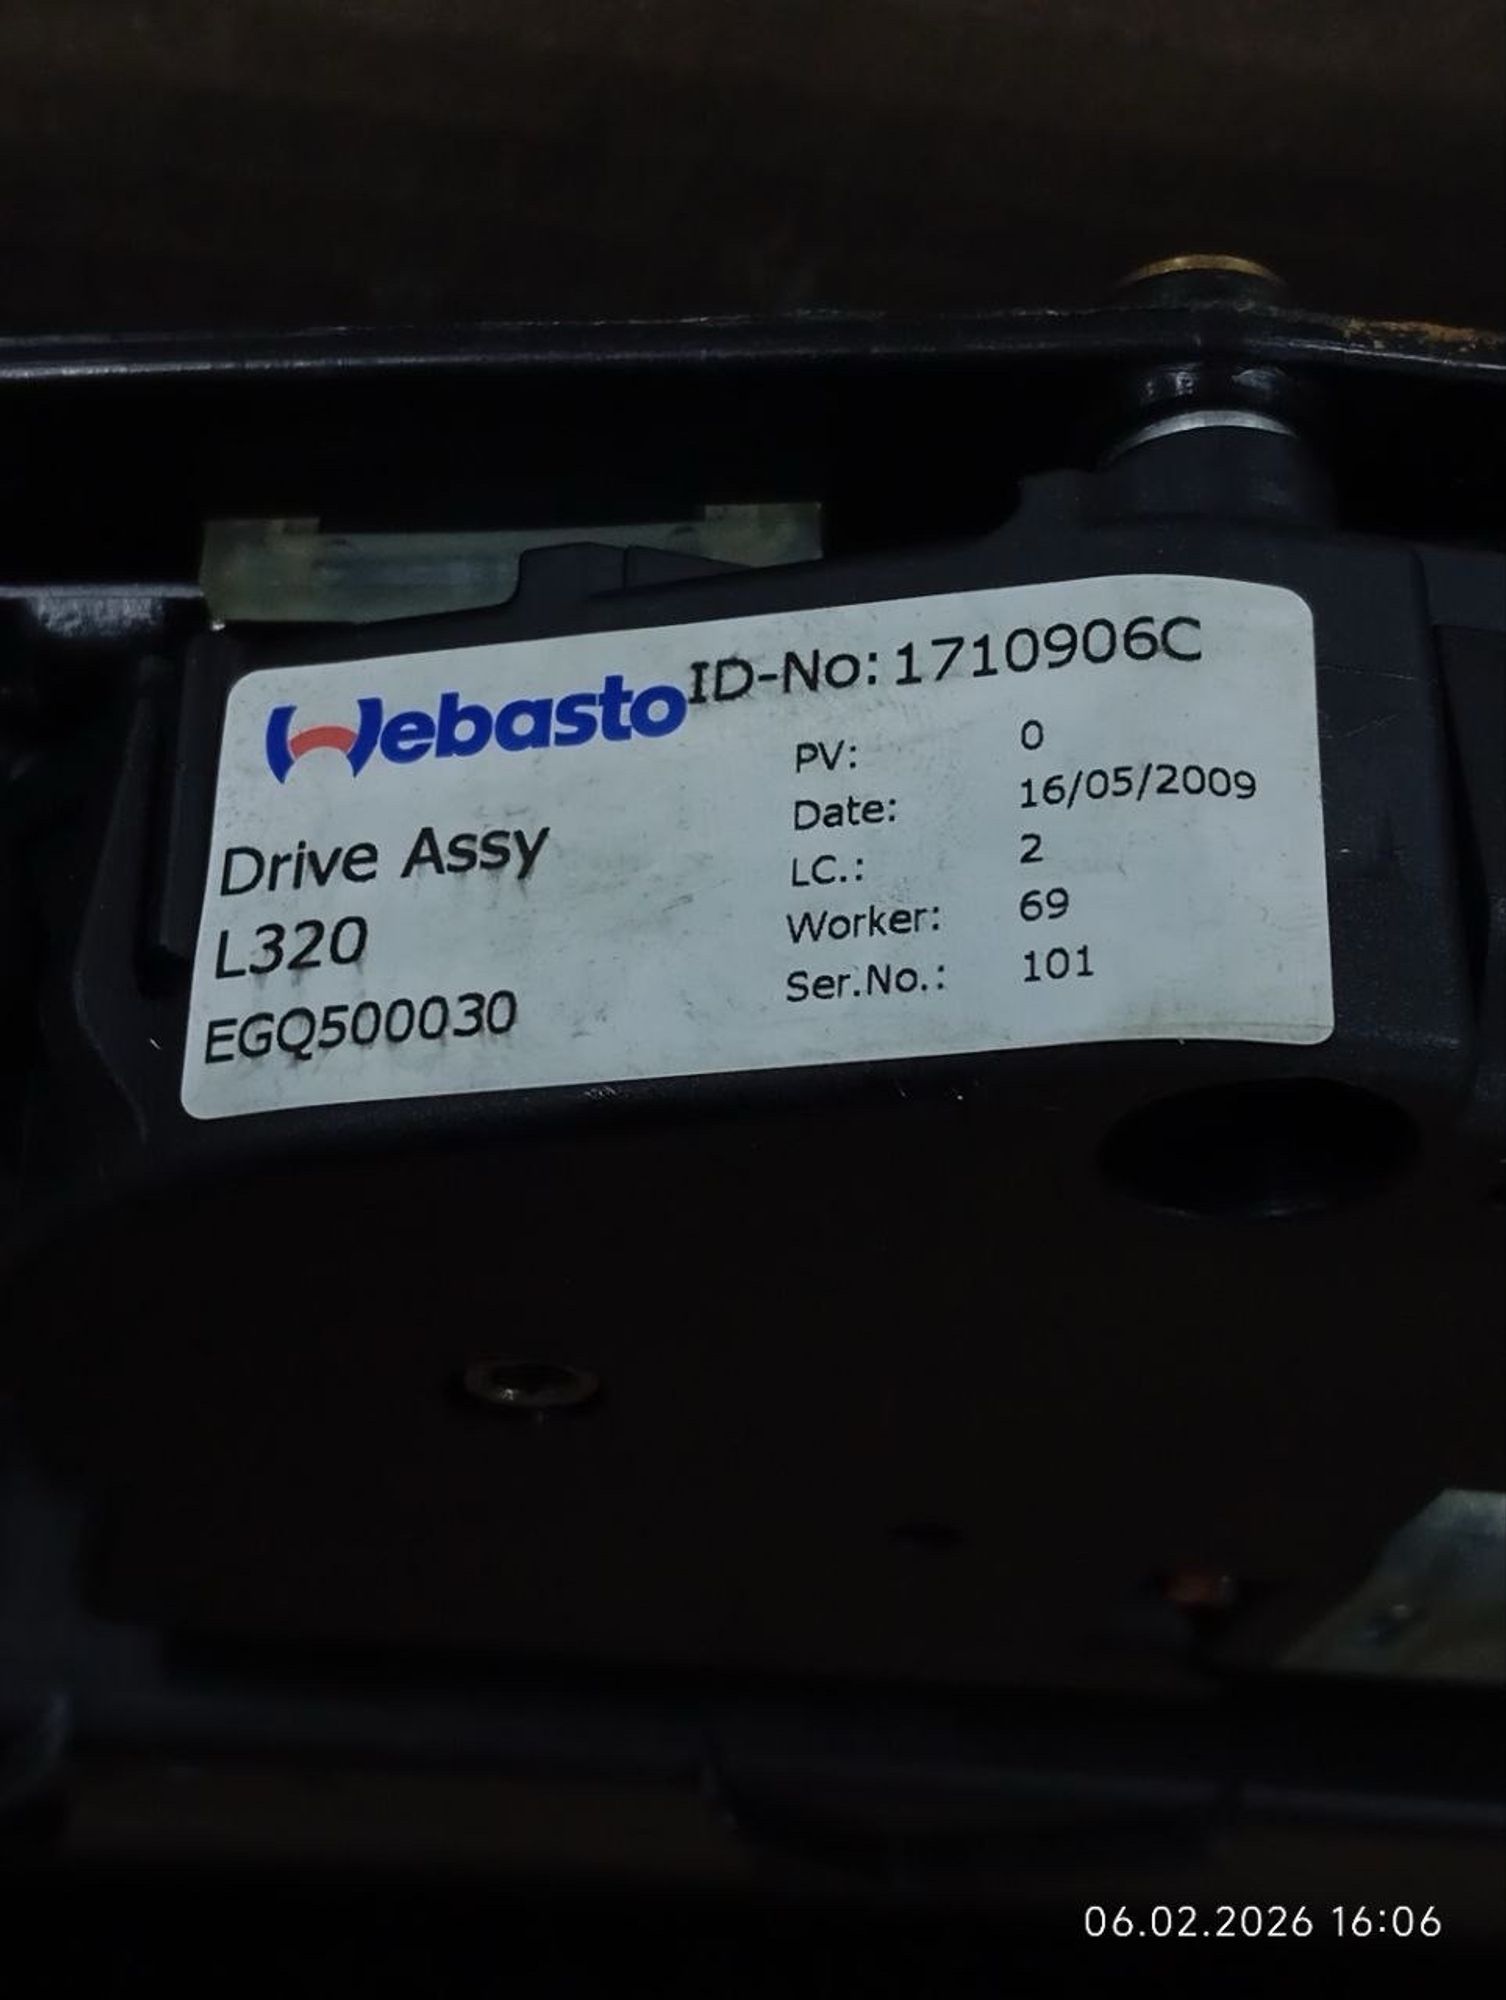 Webasto ID-No: 1710906C
PV: 0
Date: 16/05/2009
LC.: 2
Worker: 69
Ser.No.: 101
Drive Assy
L320
EGQ500030
06.02.2026 16:06